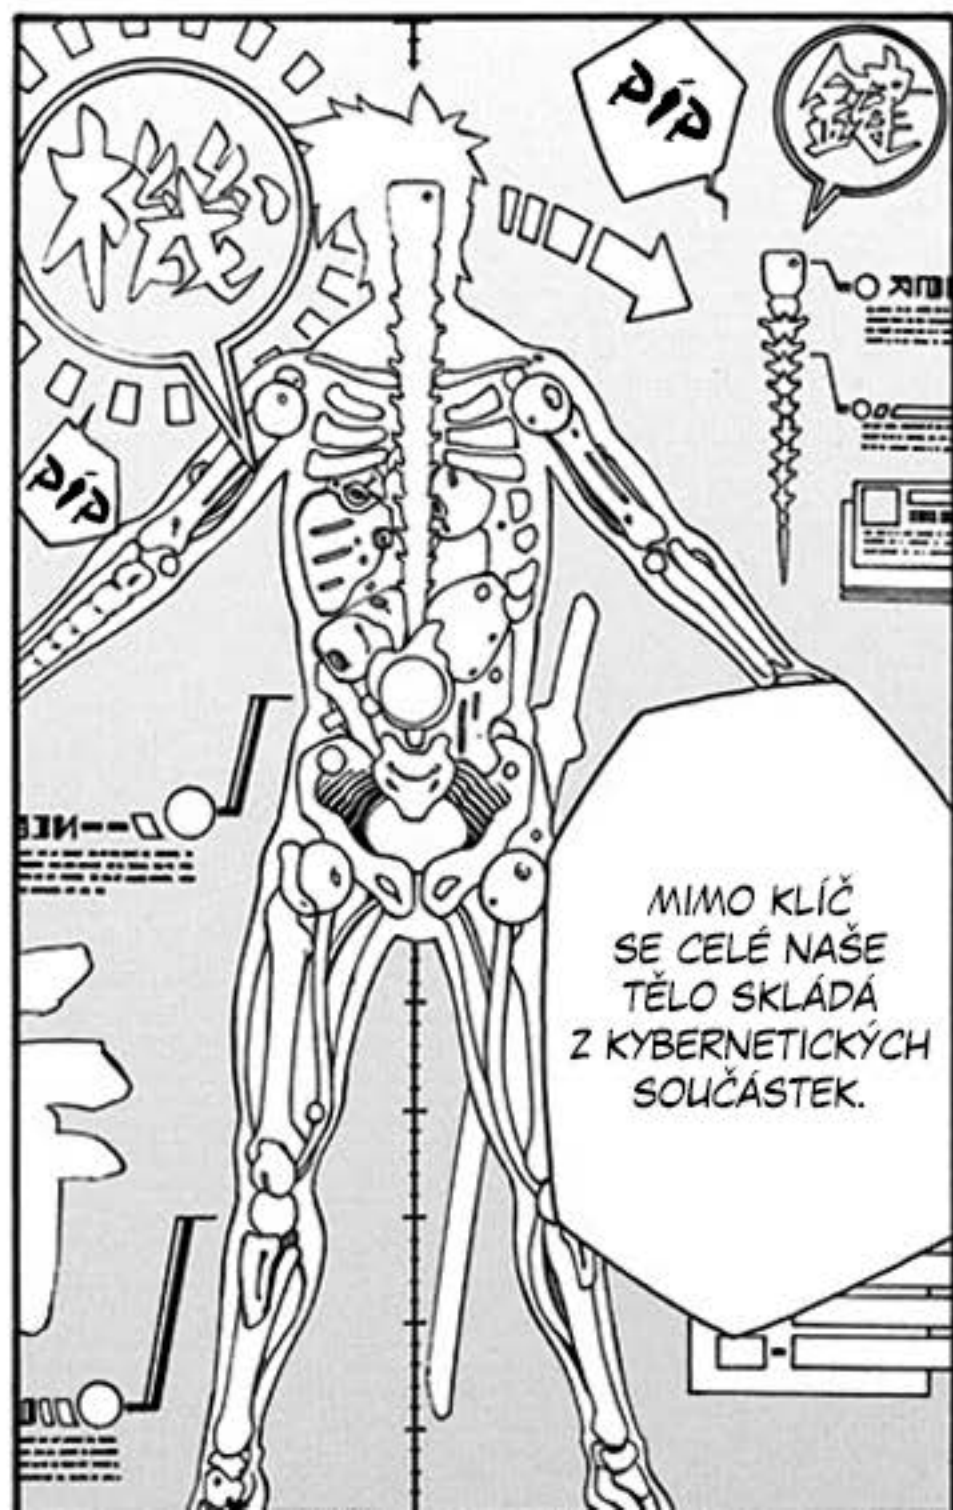 機
PÍP
鍵
PÍP
MIMO KLÍČ
SE CELÉ NAŠE
TĚLO SKLÁDÁ
Z KYBERNETICKÝCH
SOUČÁSTEK.